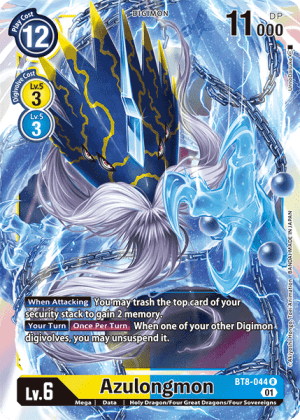 Play Cost
12
DIGIMON
DP
11000
Digivolve Cost
Lv.5
3
Lv.5
3
When Attacking You may trash the top card of your
security stack to gain 2 memory.
Your Turn Once Per Turn When one of your other Digimon
digivolves, you may unsuspend it.
Lv.6
Azulongmon
BT8-044 R
01
Mega | Data | Holy Dragon/Four Great Dragons/Four Sovereigns